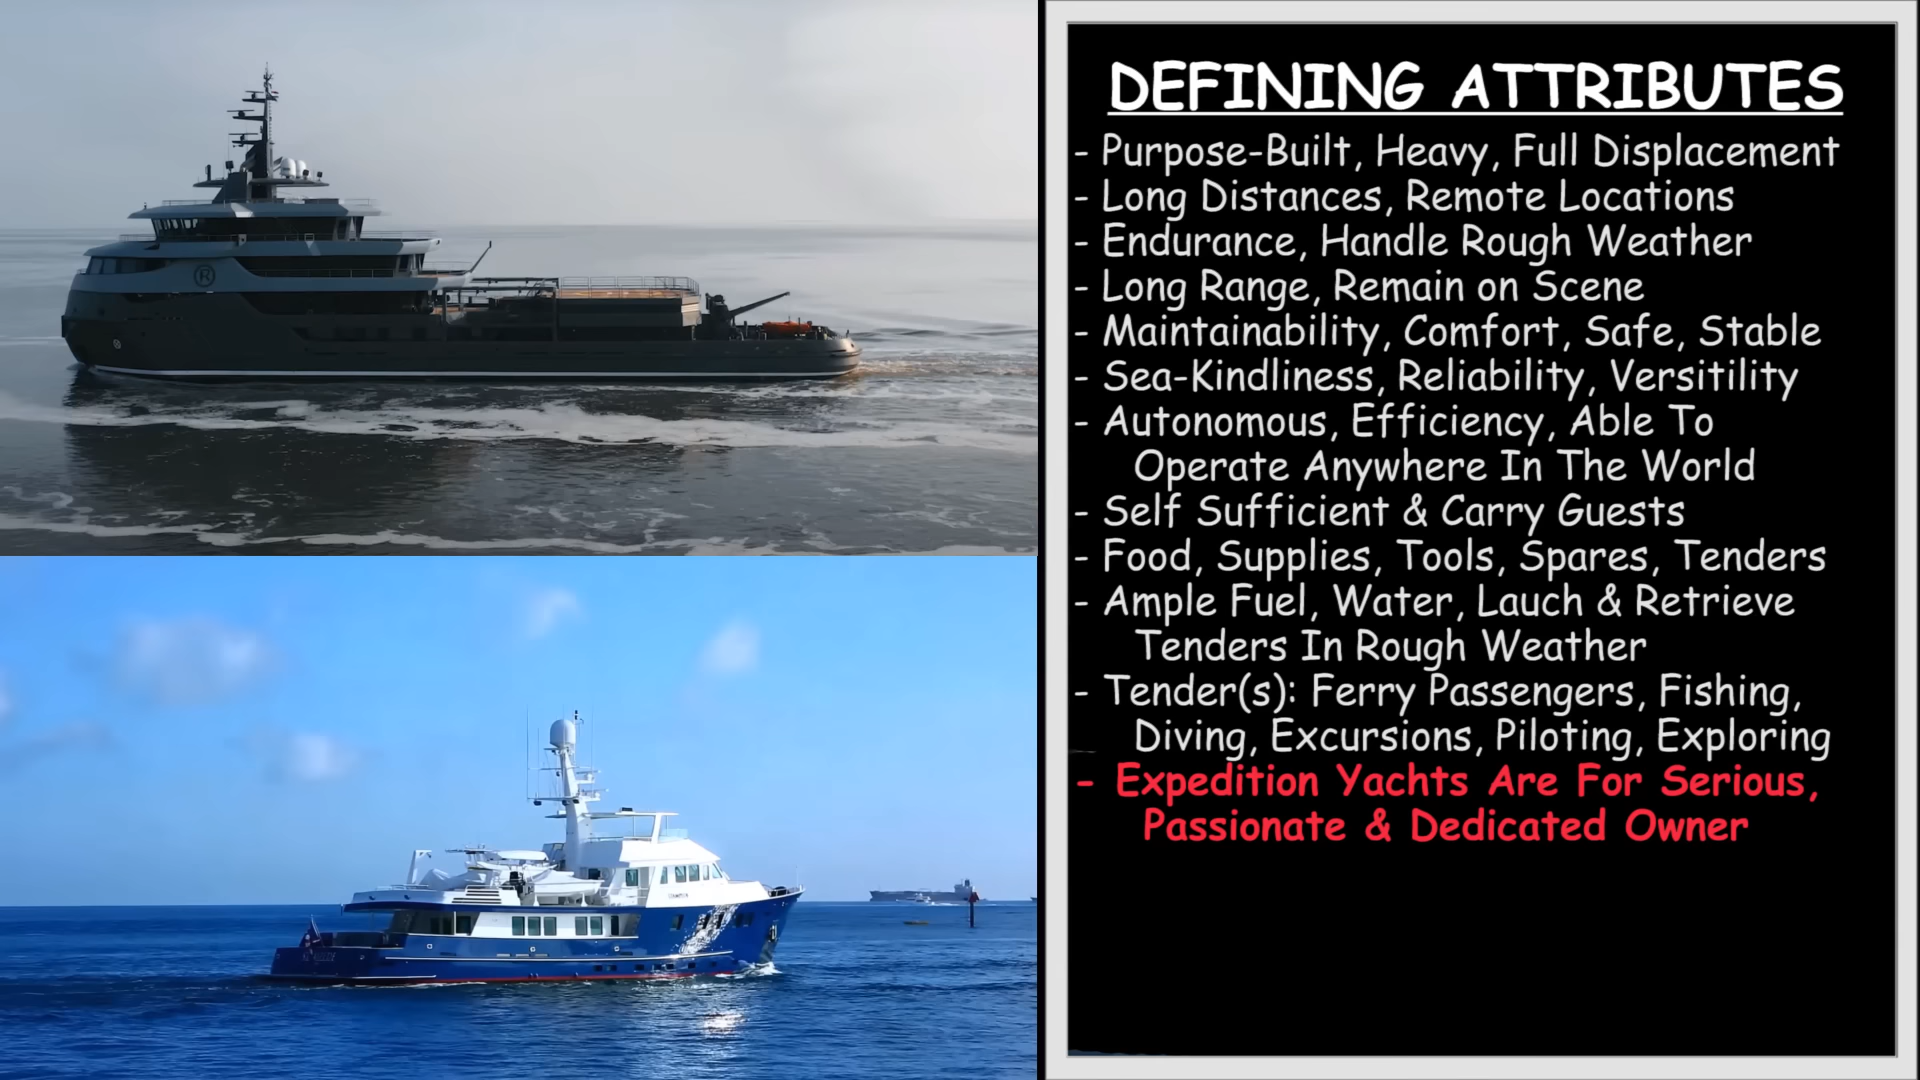 DEFINING ATTRIBUTES
- Purpose-Built, Heavy, Full Displacement
- Long Distances, Remote Locations
- Endurance, Handle Rough Weather
- Long Range, Remain on Scene
- Maintainability, Comfort, Safe, Stable
- Sea-Kindliness, Reliability, Versitility
- Autonomous, Efficiency, Able To
Operate Anywhere In The World
- Self Sufficient & Carry Guests
- Food, Supplies, Tools, Spares, Tenders
- Ample Fuel, Water, Lauch & Retrieve
Tenders In Rough Weather
- Tender(s): Ferry Passengers, Fishing,
Diving, Excursions, Piloting, Exploring
- Expedition Yachts Are For Serious,
Passionate & Dedicated Owner
R